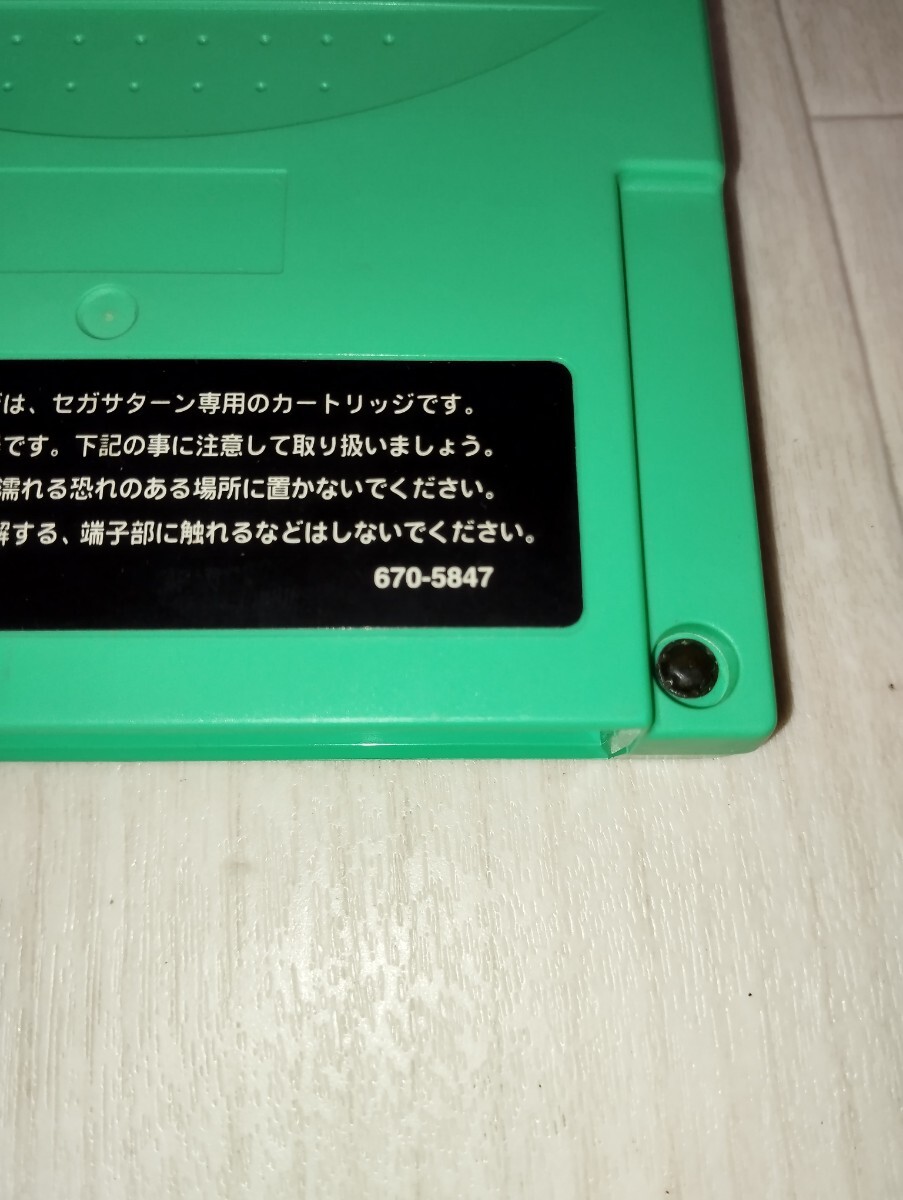 は、セガサターン専用のカートリッジです。
です。下記の事に注意して取り扱いましょう。
濡れる恐れのある場所に置かないでください。
解する、端子部に触れるなどはしないでください。
670-5847